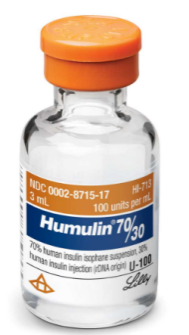 NDC 0002-8715-17 HI-713
3 mL 100 units per mL
Humulin® 70/30
70% human insulin isophane suspension, 30%
human insulin injection (rDNA origin) U-100
Lilly